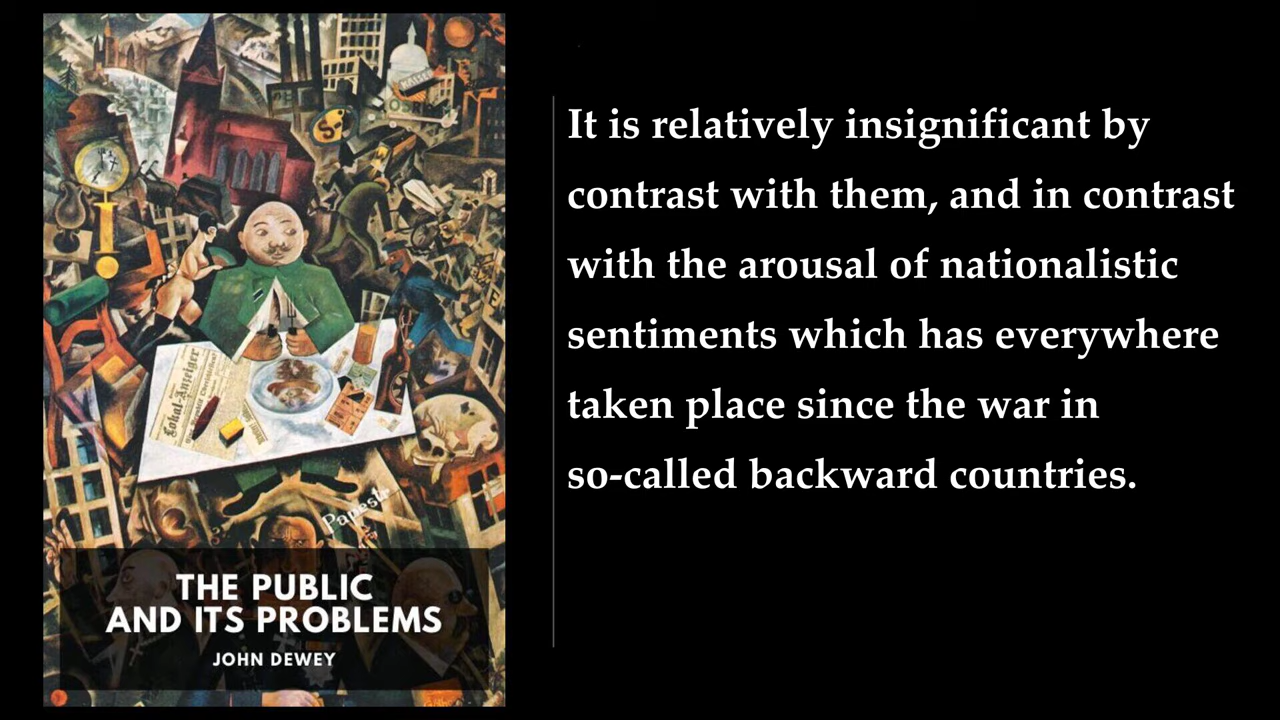 KAISER
Lokal-Anzeiger
Papestr
THE PUBLIC
AND ITS PROBLEMS
JOHN DEWEY
It is relatively insignificant by
contrast with them, and in contrast
with the arousal of nationalistic
sentiments which has everywhere
taken place since the war in
so-called backward countries.